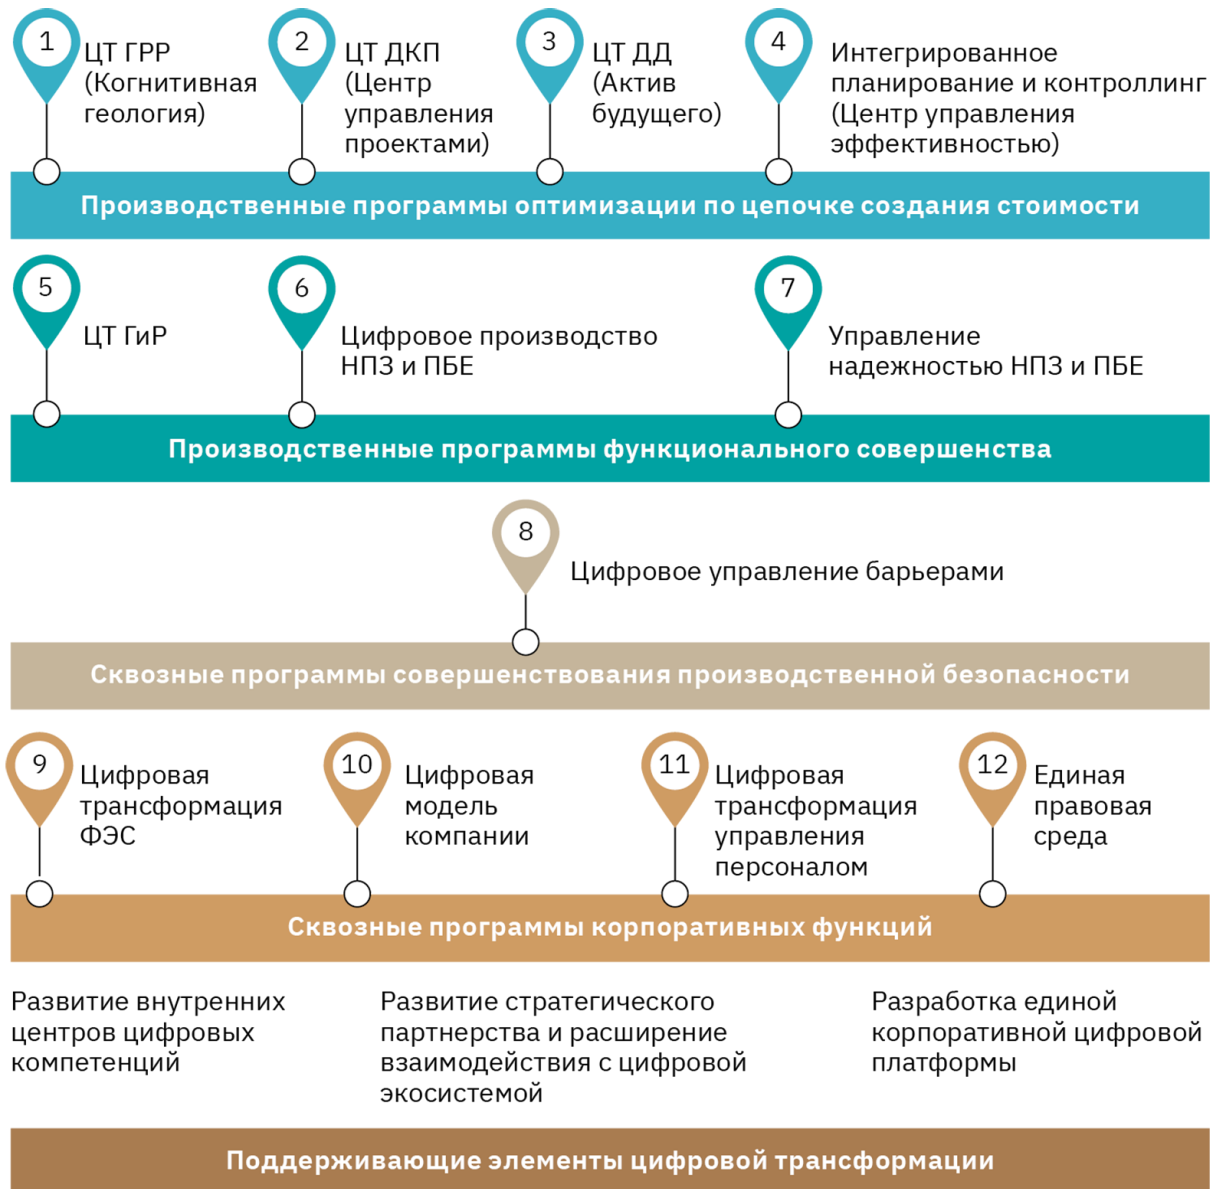 1
ЦТ ГРР
(Когнитивная
геология)
2
ЦТ ДКП
(Центр
управления
проектами)
3
ЦТ ДД
(Актив
будущего)
4
Интегрированное
планирование и контроллинг
(Центр управления
эффективностью)
Производственные программы оптимизации по цепочке создания стоимости
5
ЦТ ГиР
6
Цифровое производство
НПЗ и ПБЕ
7
Управление
надежностью НПЗ и ПБЕ
Производственные программы функционального совершенства
8
Цифровое управление барьерами
Сквозные программы совершенствования производственной безопасности
9
Цифровая
трансформация
ФЭС
10
Цифровая
модель
компании
11
Цифровая
трансформация
управления
персоналом
12
Единая
правовая
среда
Сквозные программы корпоративных функций
Развитие внутренних
центров цифровых
компетенций
Развитие стратегического
партнерства и расширение
взаимодействия с цифровой
экосистемой
Разработка единой
корпоративной цифровой
платформы
Поддерживающие элементы цифровой трансформации